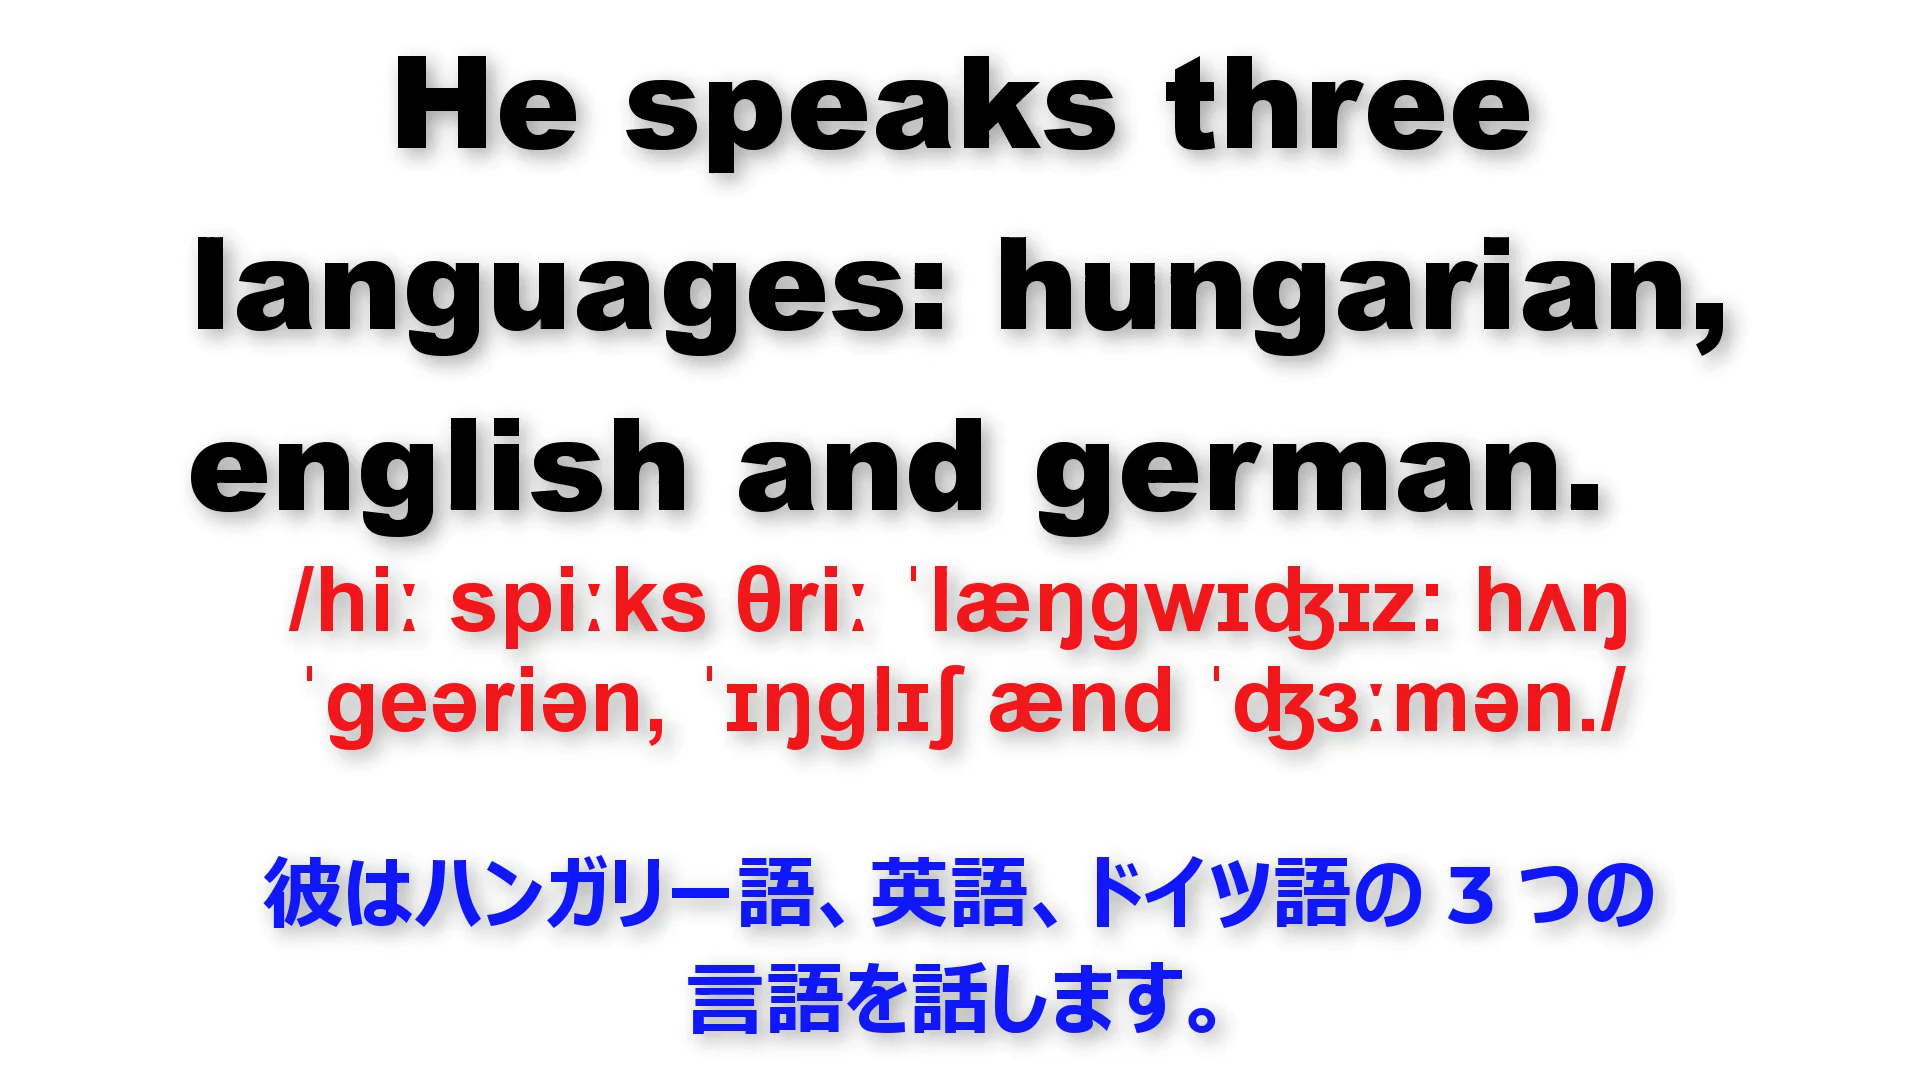 He speaks three
languages: hungarian,
english and german.
/hiː spiːks θriː ˈlæŋgwɪʤɪz: hʌŋ
ˈgeəriən, ˈɪŋglɪʃ ænd ˈʤɜːmən./
彼はハンガリー語、英語、ドイツ語の 3 つの
言語を話します。